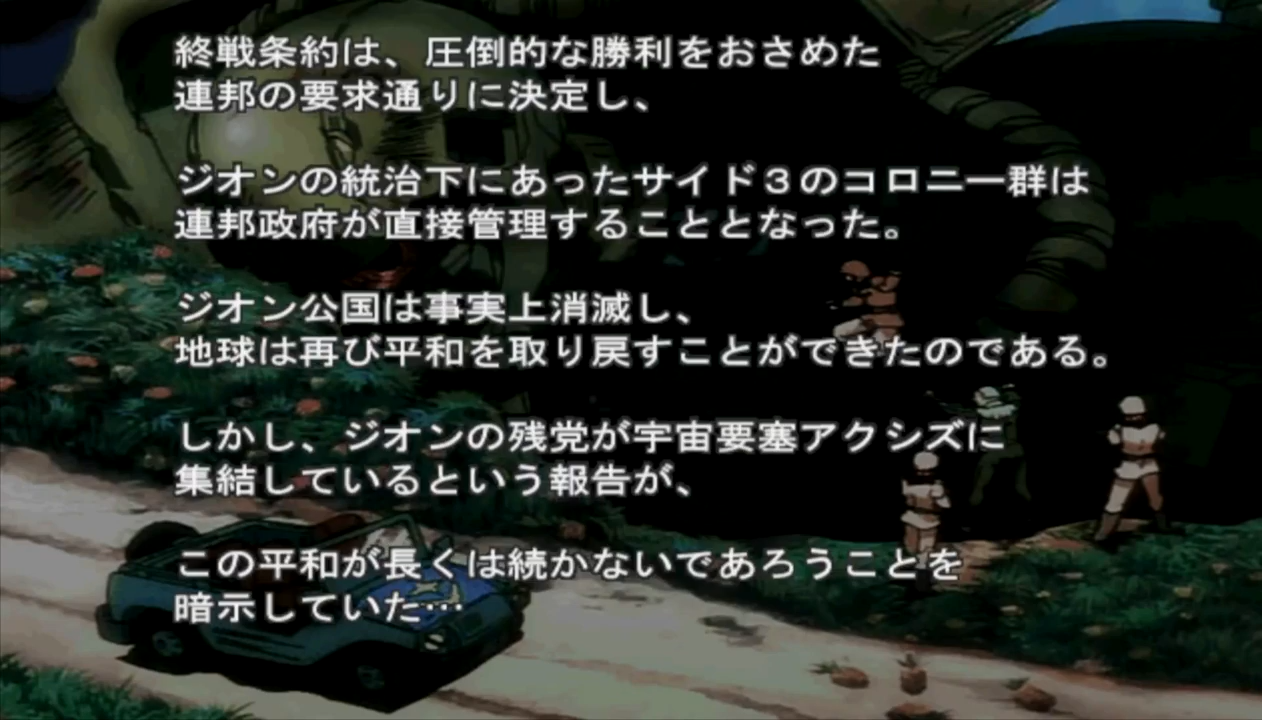 終戦条約は、圧倒的な勝利をおさめた
連邦の要求通りに決定し、
ジオンの統治下にあったサイド３のコロニー群は
連邦政府が直接管理することとなった。
ジオン公国は事実上消滅し、
地球は再び平和を取り戻すことができたのである。
しかし、ジオンの残党が宇宙要塞アクシズに
集結しているという報告が、
この平和が長くは続かないであろうことを
暗示していた…